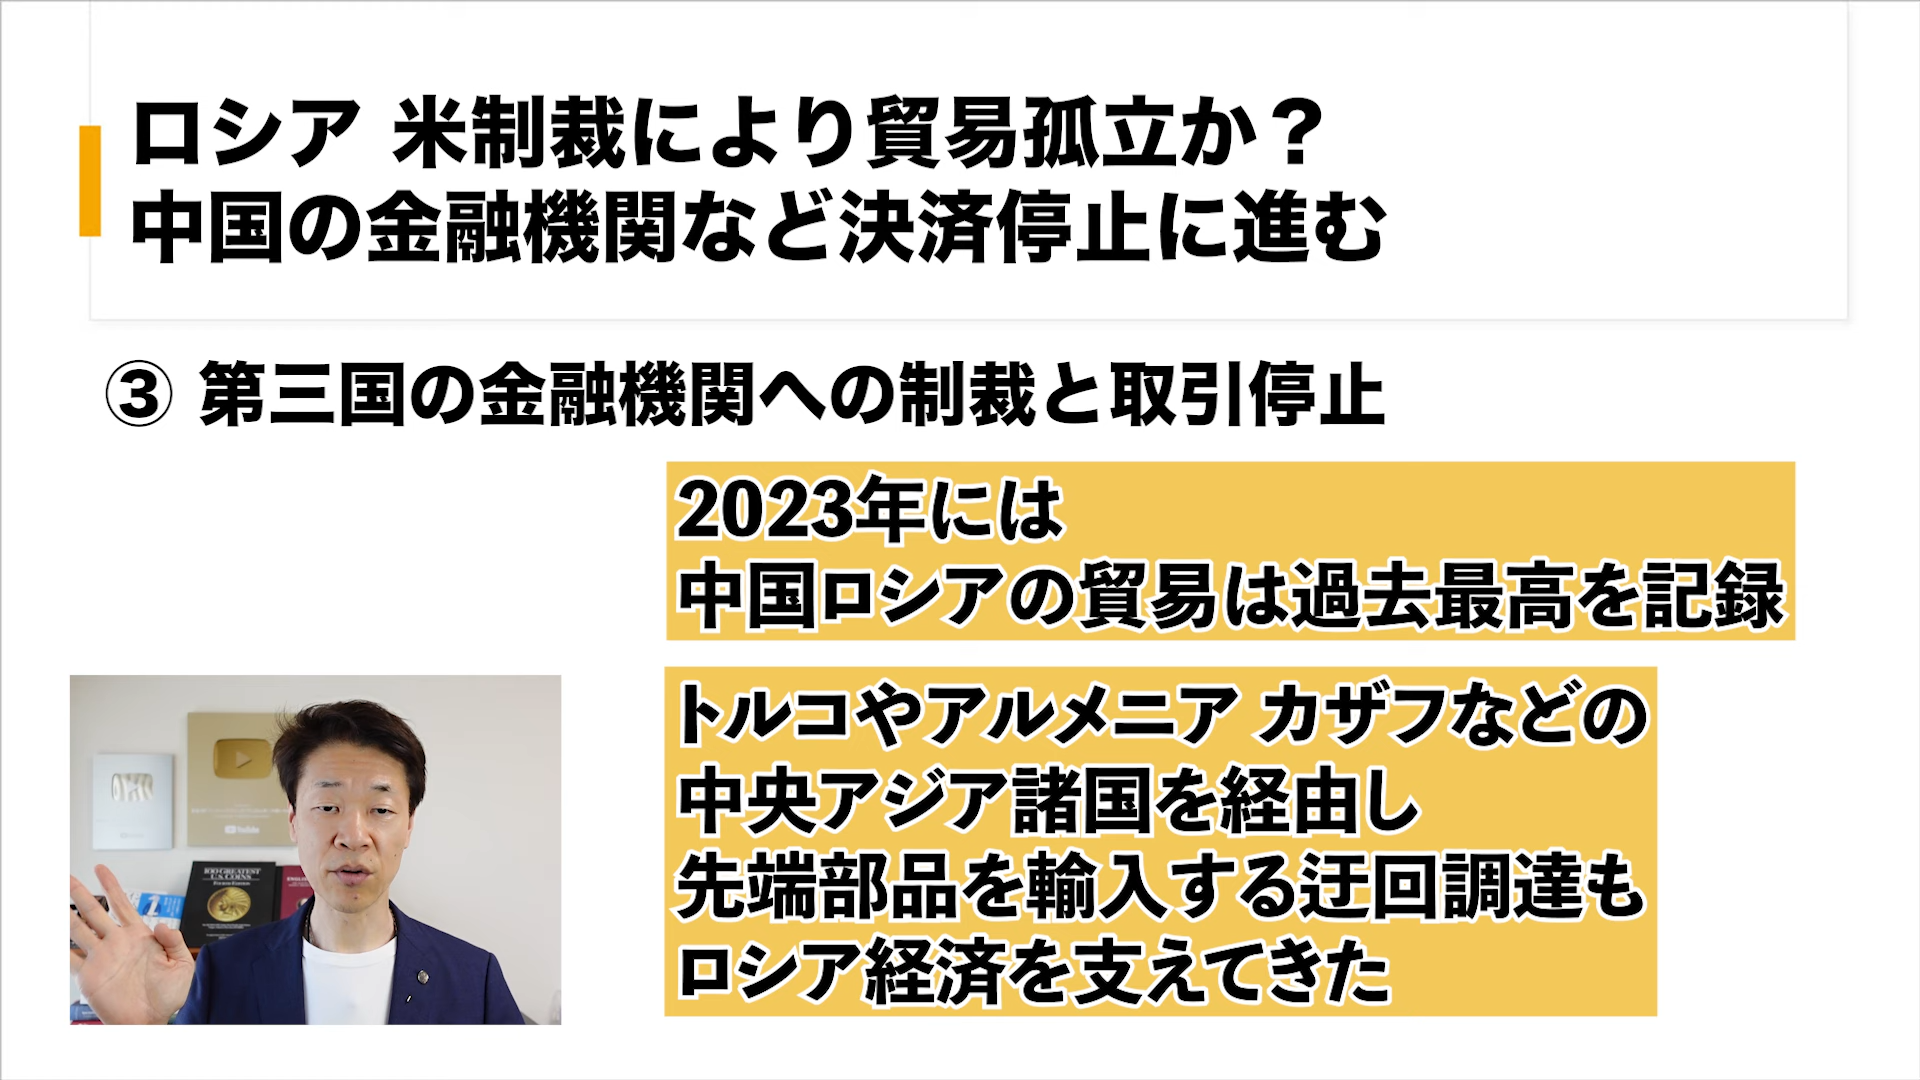 ロシア 米制裁により貿易孤立か？
中国の金融機関など決済停止に進む
③ 第三国の金融機関への制裁と取引停止
2023年には
中国ロシアの貿易は過去最高を記録
トルコやアルメニア カザフなどの
中央アジア諸国を経由し
先端部品を輸入する迂回調達も
ロシア経済を支えてきた
YouTube
100 GREATEST
U.S. COINS
1